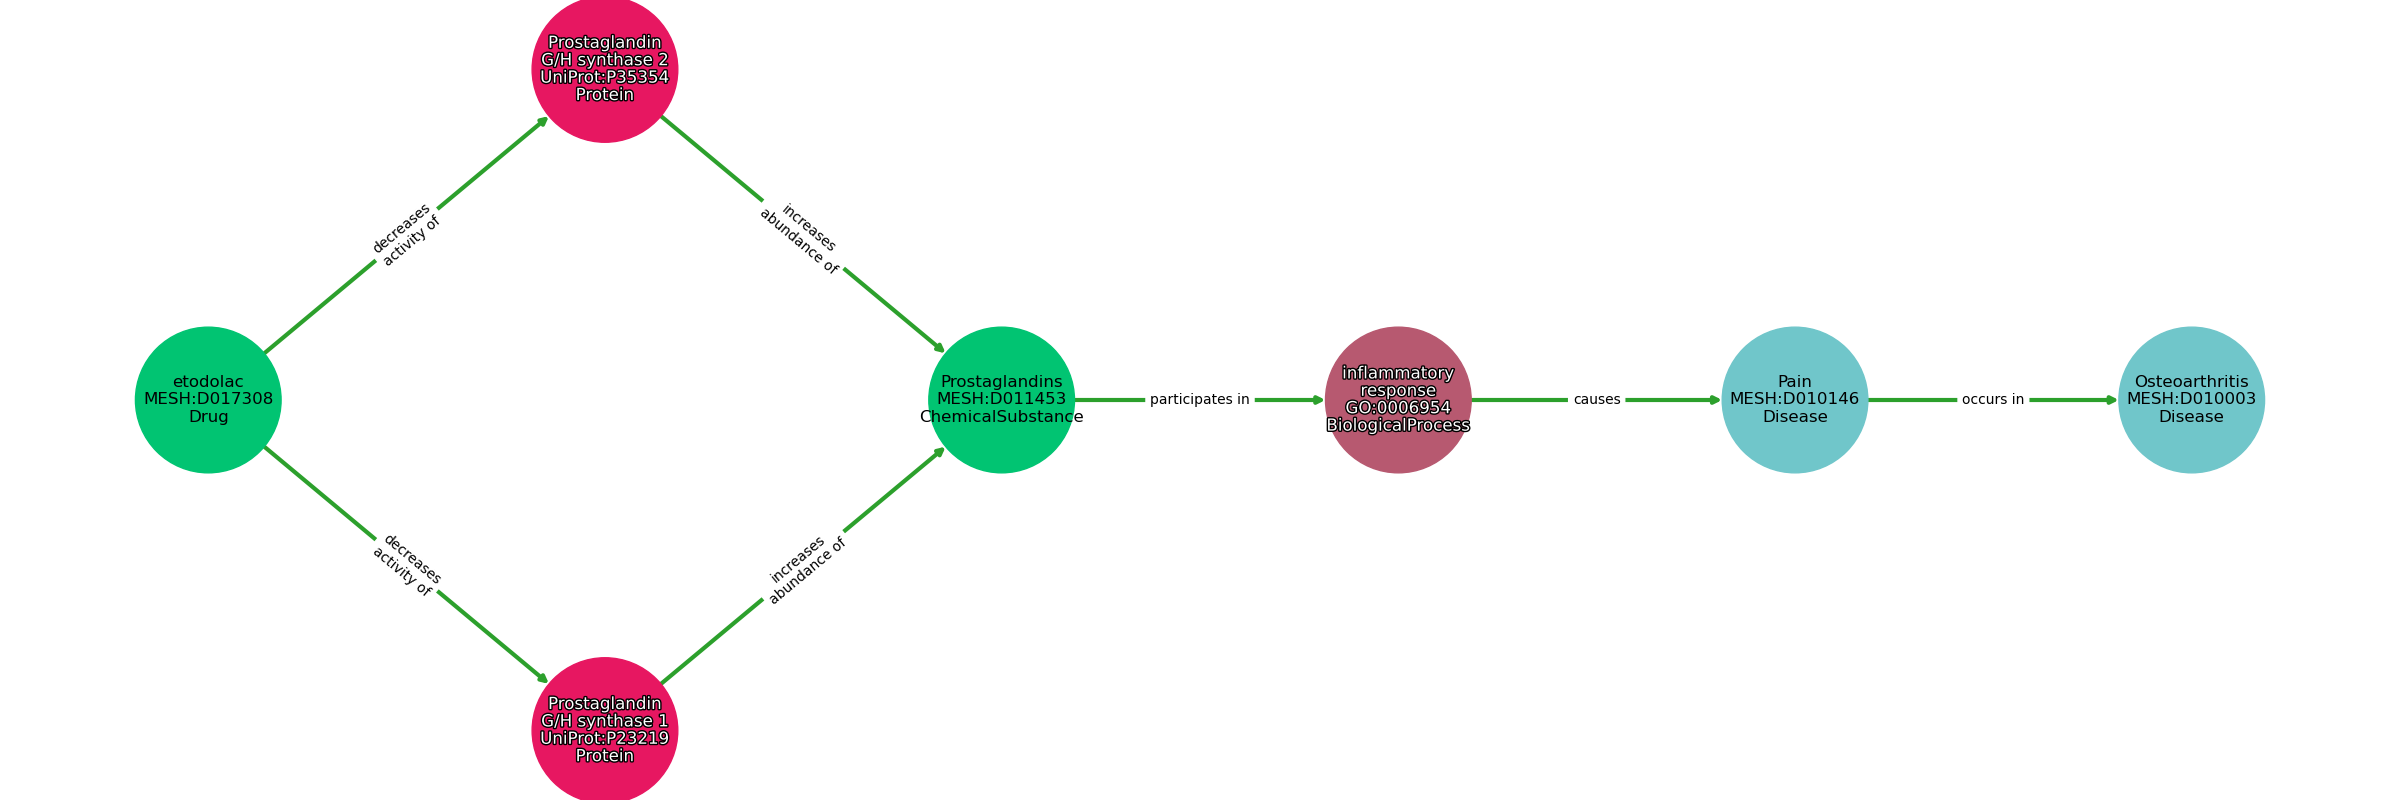 Prostaglandin
G/H synthase 2
UniProt:P35354
Protein
decreases
activity of
increases
abundance of
etodolac
MESH:D017308
Drug
Prostaglandins
MESH:D011453
ChemicalSubstance
participates in
inflammatory
response
GO:0006954
BiologicalProcess
causes
Pain
MESH:D010146
Disease
occurs in
Osteoarthritis
MESH:D010003
Disease
decreases
activity of
increases
abundance of
Prostaglandin
G/H synthase 1
UniProt:P23219
Protein